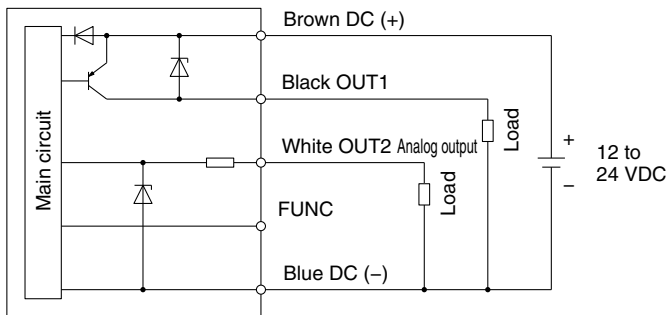 Brown DC (+)
Black OUT1
White OUT2 Analog output
FUNC
Blue DC (−)
Main circuit
Load
Load
+
−
12 to
24 VDC